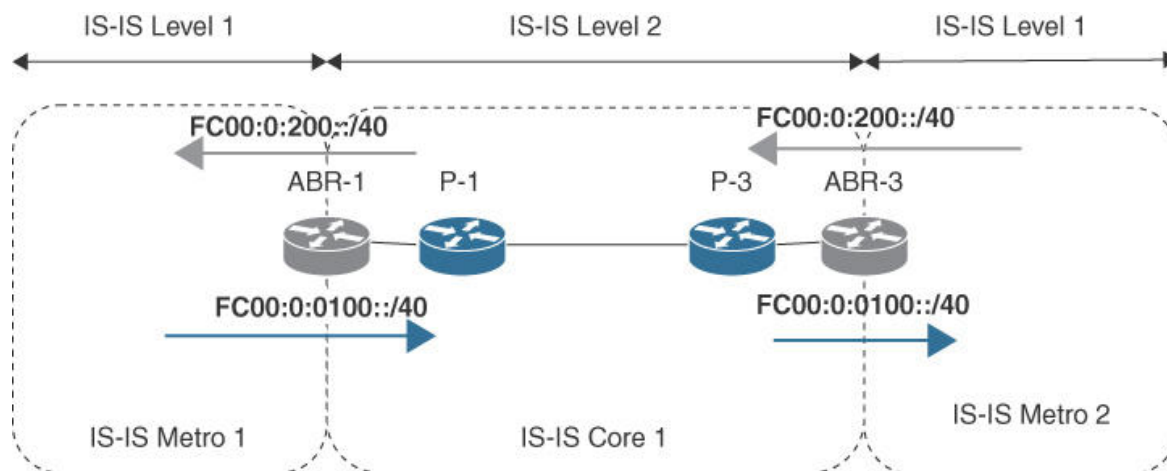 IS-IS Level 1
IS-IS Level 2
IS-IS Level 1
FC00:0:200::/40
FC00:0:200::/40
ABR-1
P-1
P-3
ABR-3
FC00:0:0100::/40
FC00:0:0100::/40
IS-IS Metro 1
IS-IS Core 1
IS-IS Metro 2